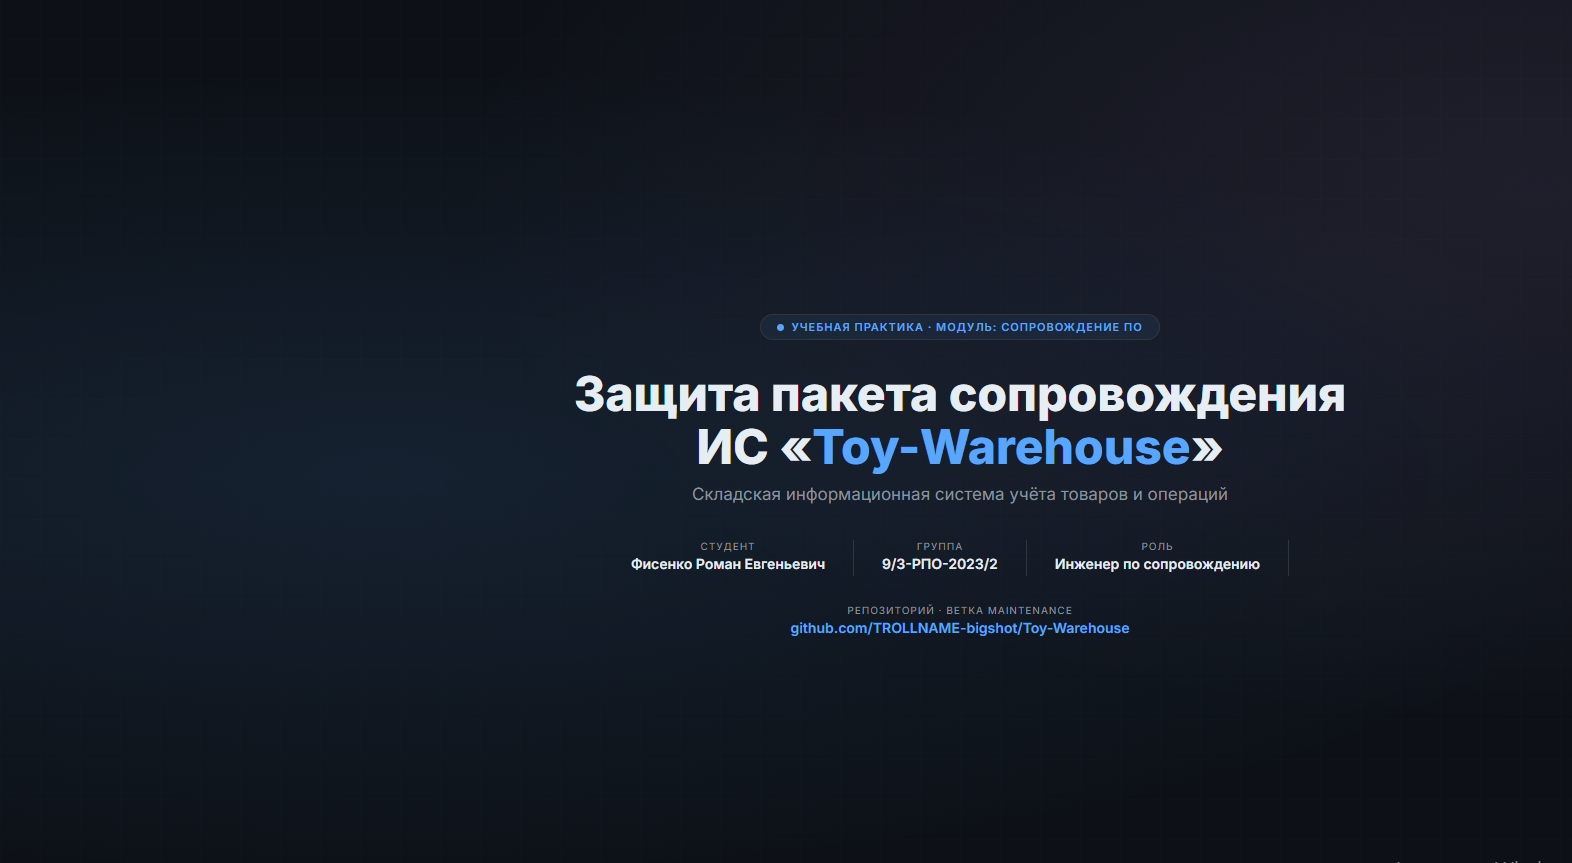 УЧЕБНАЯ ПРАКТИКА · МОДУЛЬ: СОПРОВОЖДЕНИЕ ПО
Защита пакета сопровождения
ИС «Toy-Warehouse»
Складская информационная система учёта товаров и операций
СТУДЕНТ
Фисенко Роман Евгеньевич
ГРУППА
9/3-РПО-2023/2
РОЛЬ
Инженер по сопровождению
РЕПОЗИТОРИЙ · ВЕТКА MAINTENANCE
github.com/TROLLNAME-bigshot/Toy-Warehouse